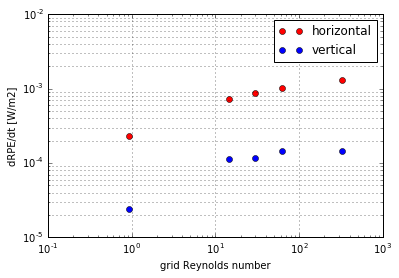 10^-2
horizontal
vertical
10^-3
dRPE/dt [W/m2]
10^-4
10^-5
10^-1 10^0 10^1 10^2 10^3
grid Reynolds number